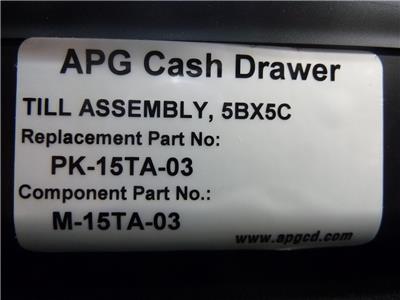 APG Cash Drawer
TILL ASSEMBLY, 5BX5C
Replacement Part No:
PK-15TA-03
Component Part No.:
M-15TA-03
www.apgcd.com